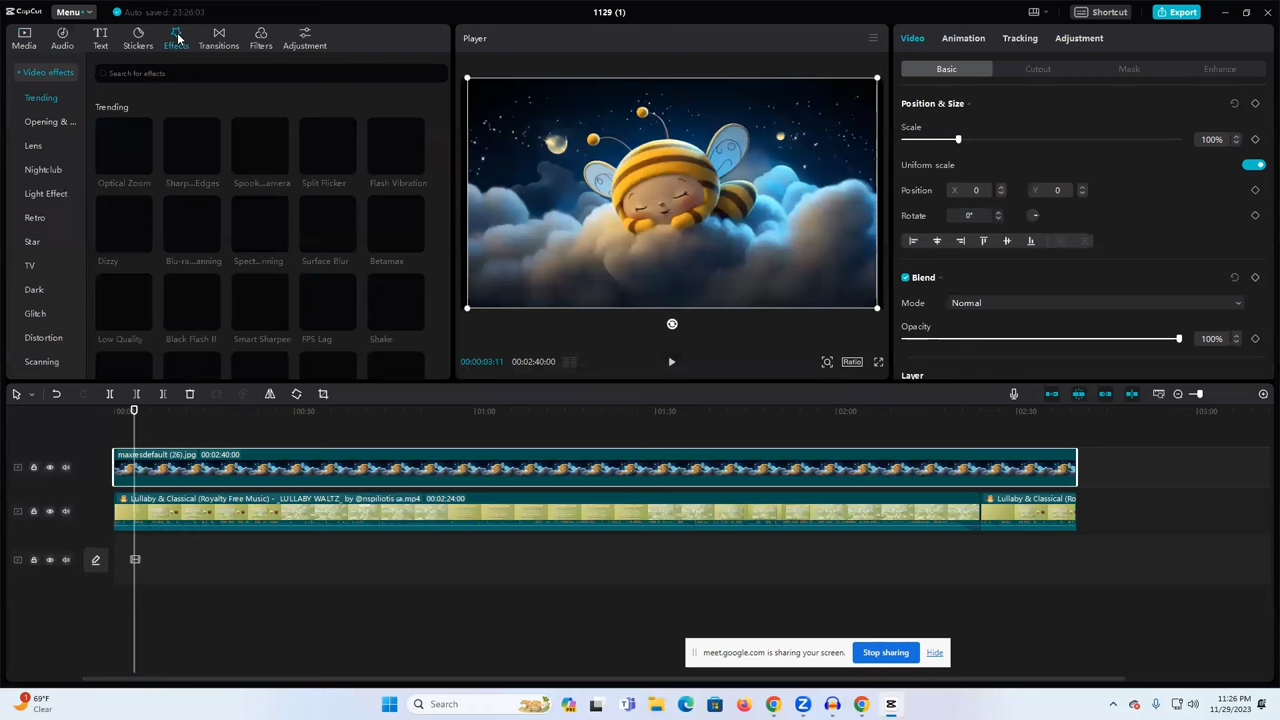 CapCut
Menu
Auto saved: 23:26:03
1129 (1)
Shortcut
Export
Media
Audio
Text
Stickers
Effects
Transitions
Filters
Adjustment
Player
Video
Animation
Tracking
Adjustment
Video effects
Search for effects
Basic
Cutout
Mask
Enhance
Trending
Trending
Position & Size
Opening & ...
Scale
100%
Lens
Uniform scale
Nightclub
Optical Zoom
Sharp...Edges
Spook...amera
Split Flicker
Flash Vibration
Position
X 0
Y 0
Light Effect
Retro
Rotate
0°
Star
TV
Dizzy
Blu-ra...anning
Spect...nning
Surface Blur
Betamax
Blend
Dark
Mode
Normal
Glitch
Opacity
Distortion
Low Quality
Black Flash II
Smart Sharpen
FPS Lag
Shake
100%
Scanning
00:00:03:11
00:02:40:00
Ratio
Layer
00:00
00:30
01:00
01:30
02:00
02:30
03:00
maxresdefault (26).jpg 00:02:40:00
Lullaby & Classical (Royalty Free Music) - _LULLABY WALTZ_ by @nspiliotis .mp4 00:02:24:00
Lullaby & Classical (Ro
meet.google.com is sharing your screen.
Stop sharing
Hide
69°F
Clear
Search
11:26 PM
11/29/2023